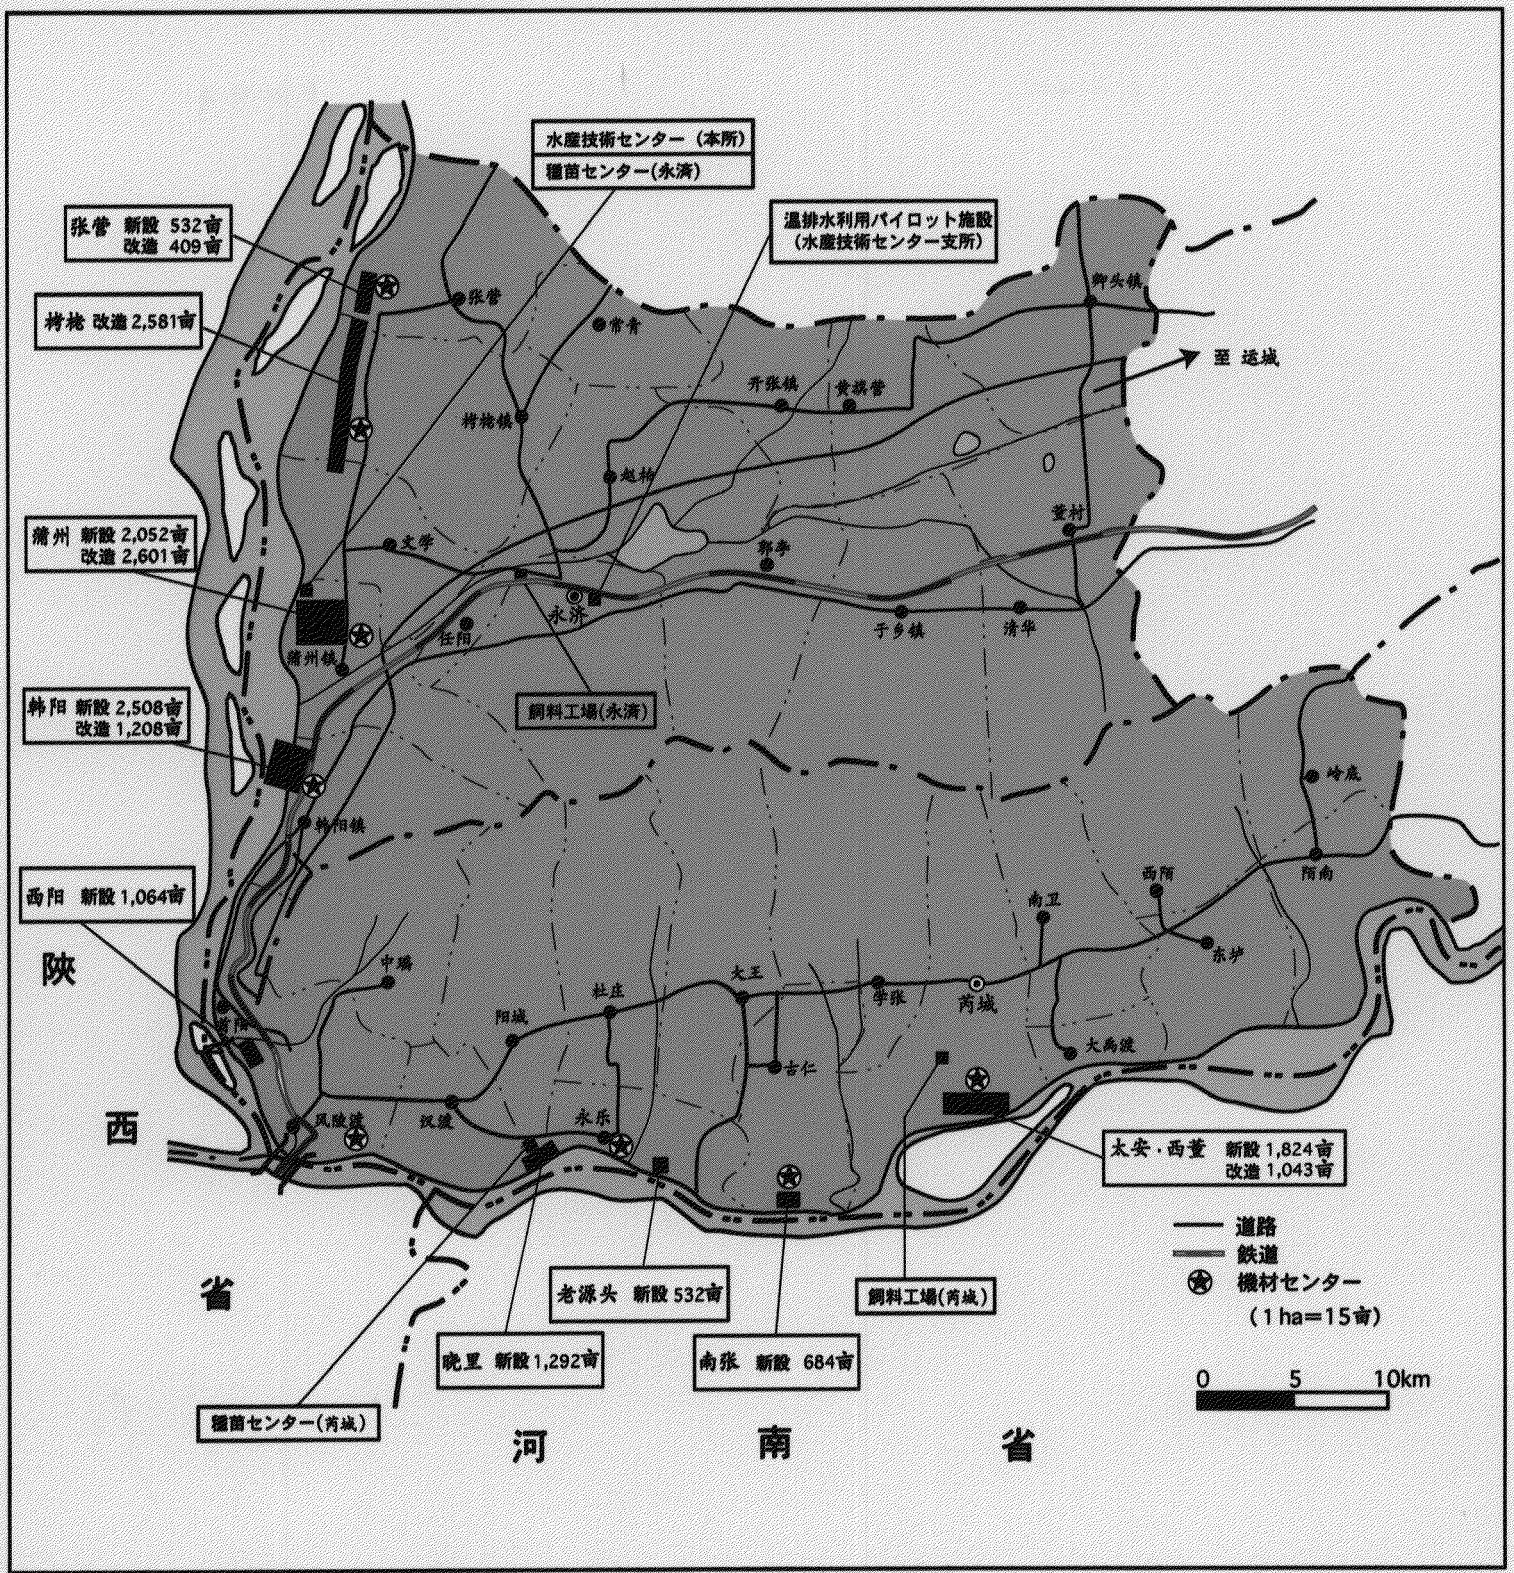 水産技術センター（本所）
種苗センター(永済)
温排水利用パイロット施設
（水産技術センター支所）
张营 新設 532亩
改造 409亩
栲栳 改造 2,581亩
蒲州 新設 2,052亩
改造 2,601亩
韩阳 新設 2,508亩
改造 1,208亩
西阳 新設 1,064亩
卿头镇
张营
常青
至 运城
开张镇
黄旗营
栲栳镇
赵柏
董村
文学
郭李
永济
任阳
于乡镇
清华
蒲州镇
飼料工場(永済)
岭底
韩阳镇
西陌
陌南
南卫
东垆
陝
中瑶
大王
学张
芮城
杜庄
阳城
首阳
大禹渡
古仁
西
风陵渡
汉渡
永乐
太安·西董 新設 1,824亩
改造 1,043亩
道路
鉄道
機材センター
（1 ha＝15亩）
省
老源头 新設 532亩
飼料工場(芮城)
晓里 新設 1,292亩
南张 新設 684亩
0 5 10km
種苗センター(芮城)
河 南 省